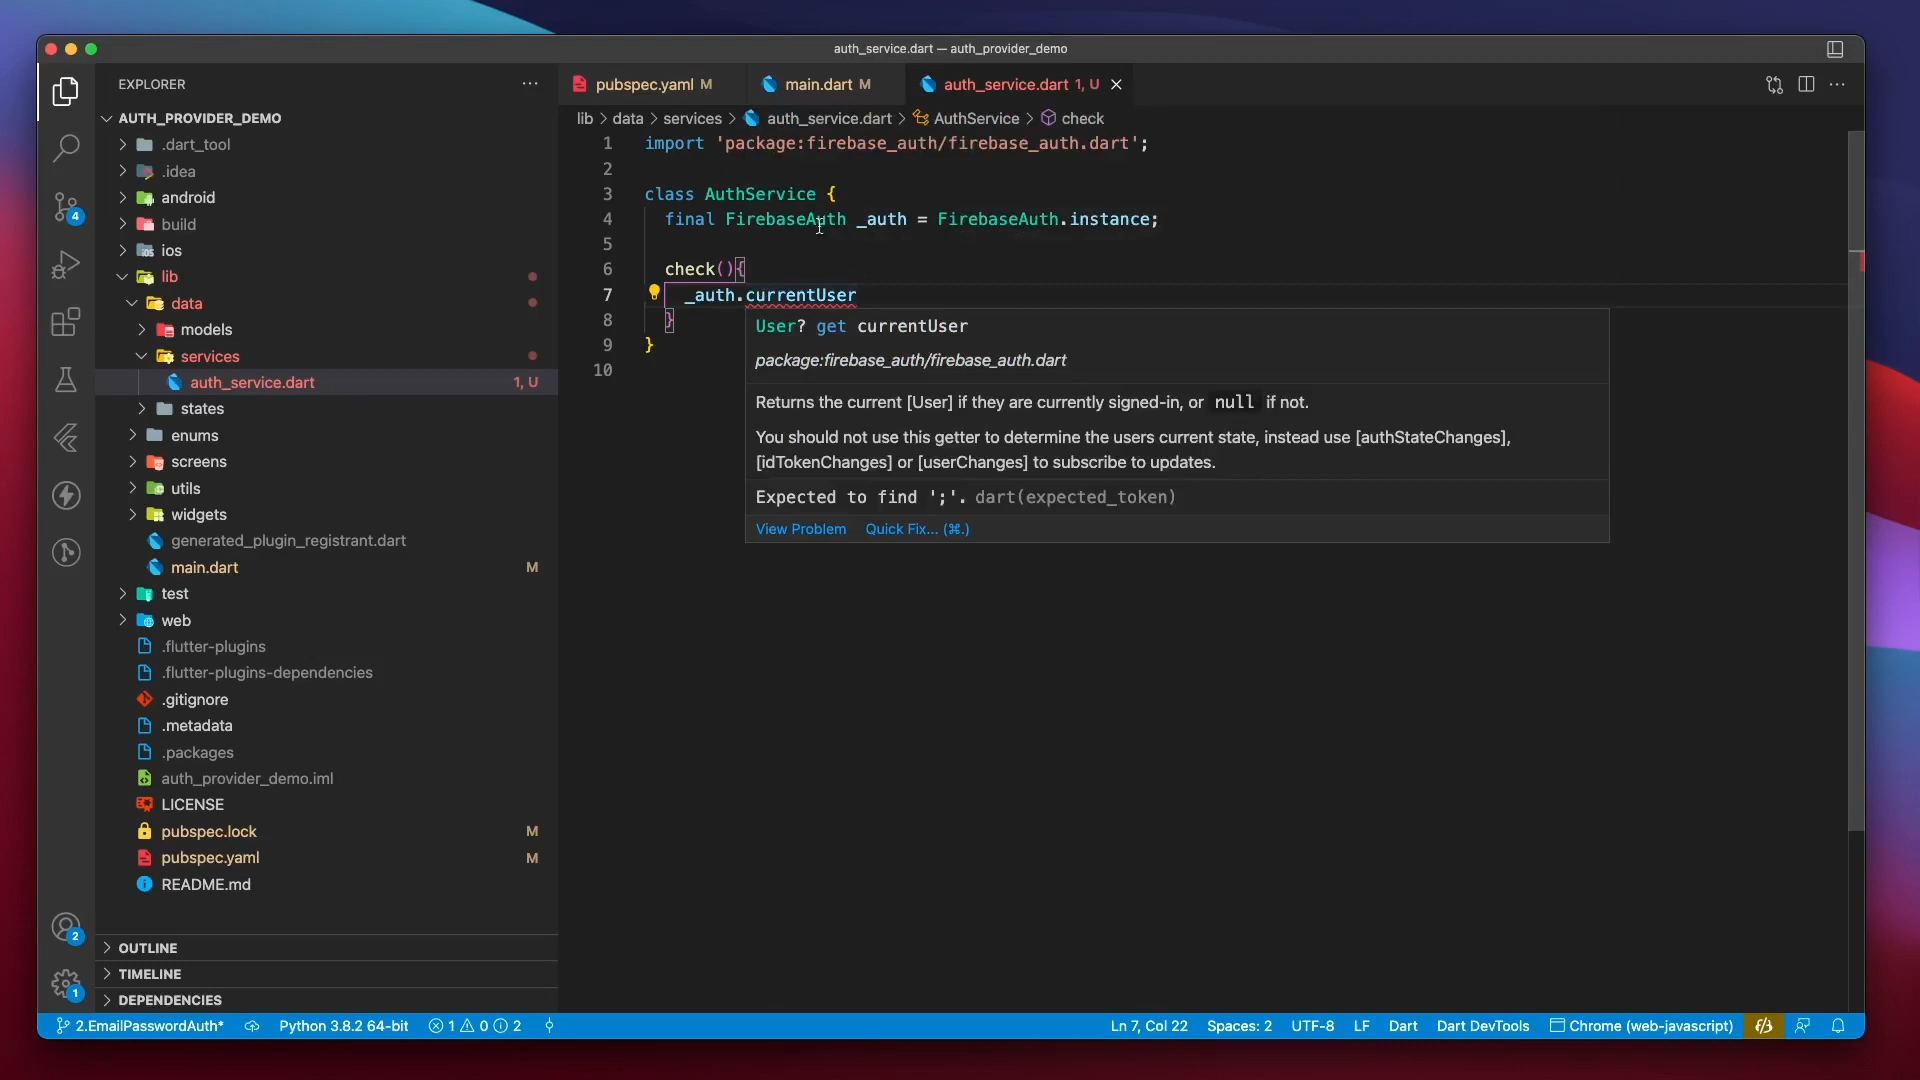 auth_service.dart — auth_provider_demo
EXPLORER
pubspec.yaml M
main.dart M
auth_service.dart 1, U
AUTH_PROVIDER_DEMO
lib > data > services > auth_service.dart > AuthService > check
.dart_tool
.idea
android
build
ios
lib
data
models
services
auth_service.dart 1, U
states
enums
screens
utils
widgets
generated_plugin_registrant.dart
main.dart M
test
web
.flutter-plugins
.flutter-plugins-dependencies
.gitignore
.metadata
.packages
auth_provider_demo.iml
LICENSE
pubspec.lock M
pubspec.yaml M
README.md
OUTLINE
TIMELINE
DEPENDENCIES
4
2
1
1 import 'package:firebase_auth/firebase_auth.dart';
2
3 class AuthService {
4 final FirebaseAuth _auth = FirebaseAuth.instance;
5
6 check(){
7 _auth.currentUser
8 }
9 }
10
User? get currentUser
package:firebase_auth/firebase_auth.dart
Returns the current [User] if they are currently signed-in, or null if not.
You should not use this getter to determine the users current state, instead use [authStateChanges],
[idTokenChanges] or [userChanges] to subscribe to updates.
Expected to find ';'. dart(expected_token)
View Problem Quick Fix... (⌘.)
2.EmailPasswordAuth* Python 3.8.2 64-bit 1 0 2 Ln 7, Col 22 Spaces: 2 UTF-8 LF Dart Dart DevTools Chrome (web-javascript)